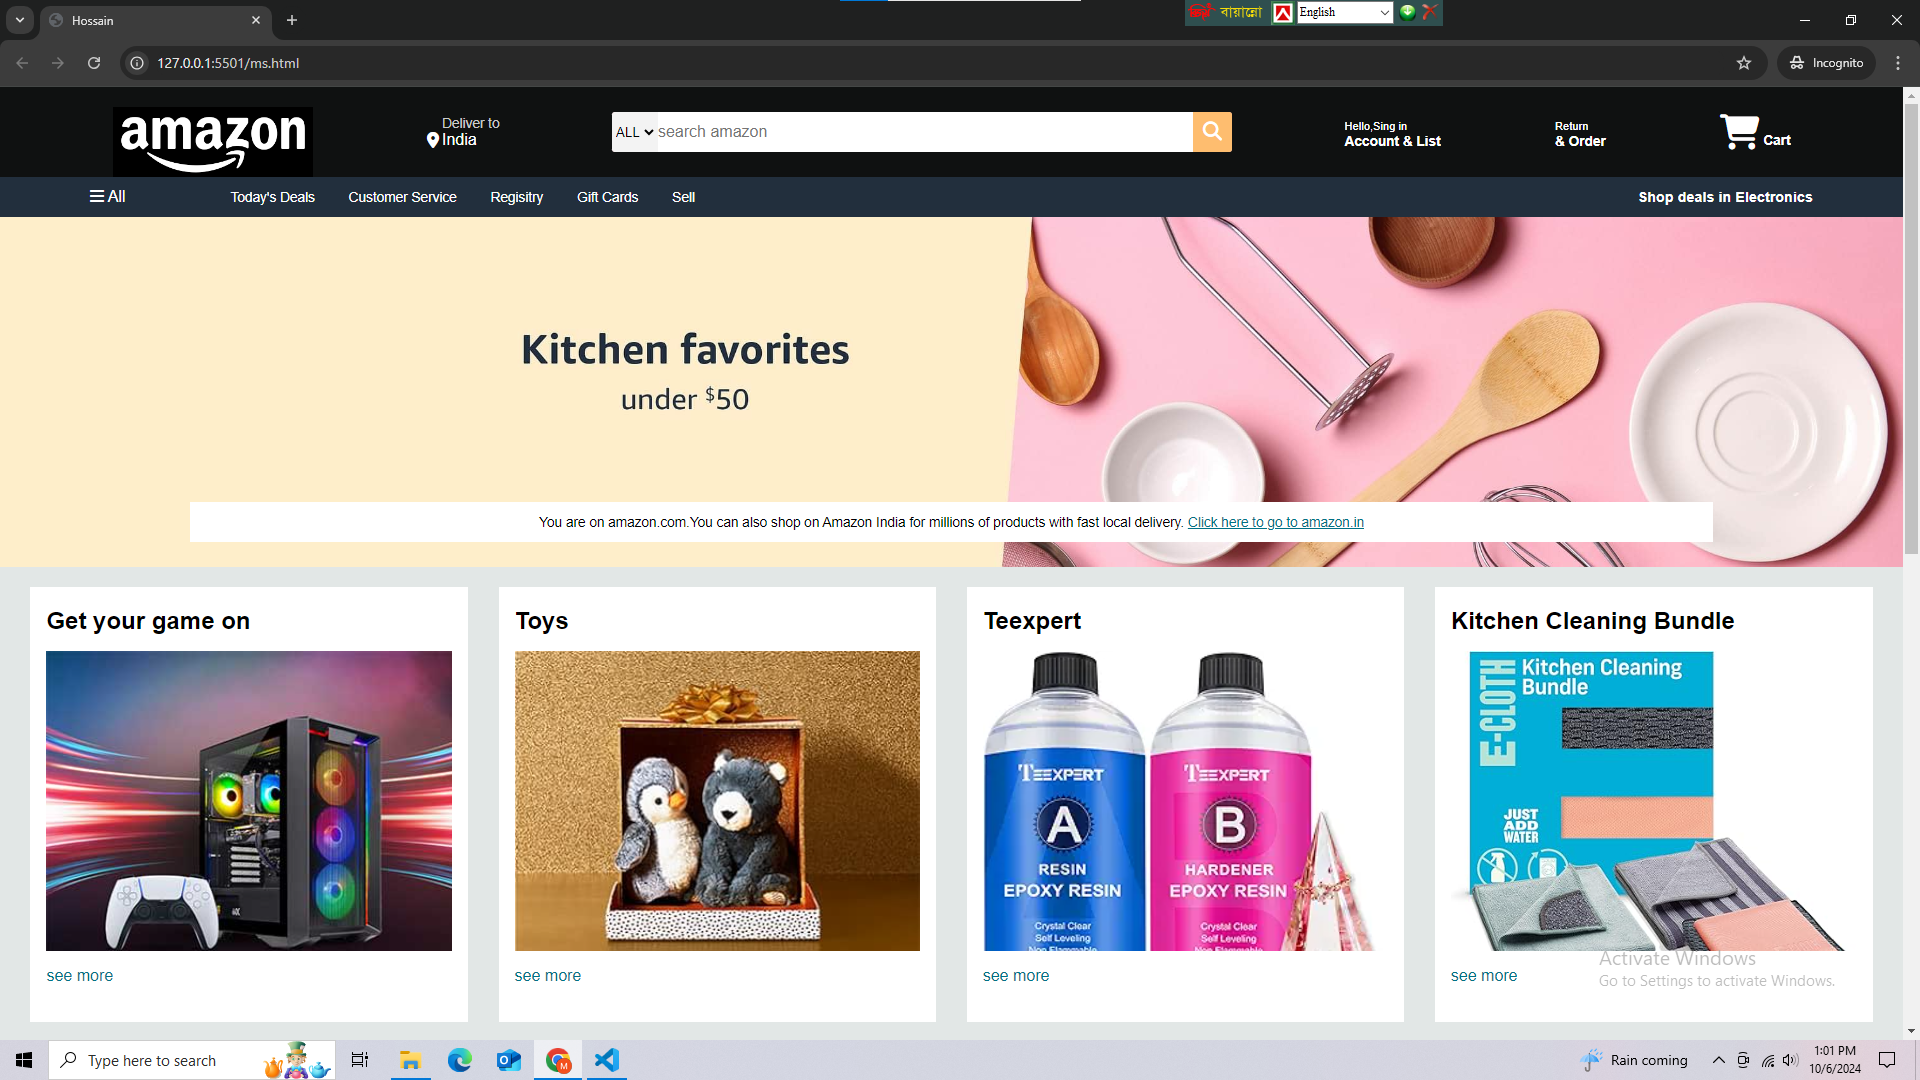 Hossain
বায়ান্নো
English
127.0.0.1:5501/ms.html
Incognito
amazon
Deliver to
India
ALL
search amazon
Hello,Sing in
Account & List
Return
& Order
Cart
All
Today's Deals
Customer Service
Regisitry
Gift Cards
Sell
Shop deals in Electronics
Kitchen favorites
under $50
You are on amazon.com.You can also shop on Amazon India for millions of products with fast local delivery. Click here to go to amazon.in
Get your game on
see more
Toys
see more
Teexpert
TEEXPERT
A
RESIN
EPOXY RESIN
Crystal Clear
Self Leveling
Non Flammable
TEEXPERT
B
HARDENER
EPOXY RESIN
Crystal Clear
Self Leveling
Non Flammable
see more
Kitchen Cleaning Bundle
E-CLOTH
Kitchen Cleaning
Bundle
JUST
ADD
WATER
see more
Activate Windows
Go to Settings to activate Windows.
Type here to search
Rain coming
1:01 PM
10/6/2024